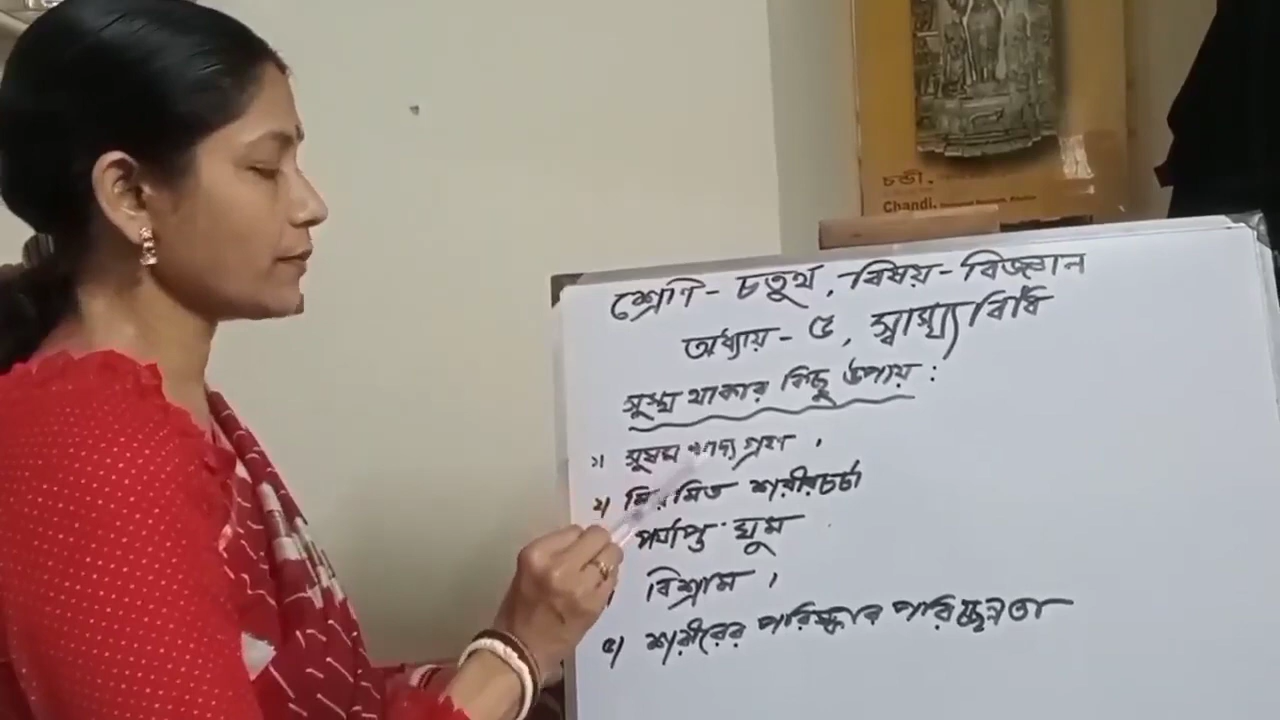 চণ্ডী.
Chandi.
শ্রেণি - চতুর্থ, বিষয় - বিজ্ঞান
অধ্যায় - ৫, স্বাস্থ্যবিধি
সুস্থ থাকার কিছু উপায় :
১। সুষম খাদ্য গ্রহণ ,
২। নিয়মিত শরীরচর্চা
পর্যাপ্ত ঘুম
বিশ্রাম ,
৫। শরীরের পরিষ্কার পরিচ্ছন্নতা